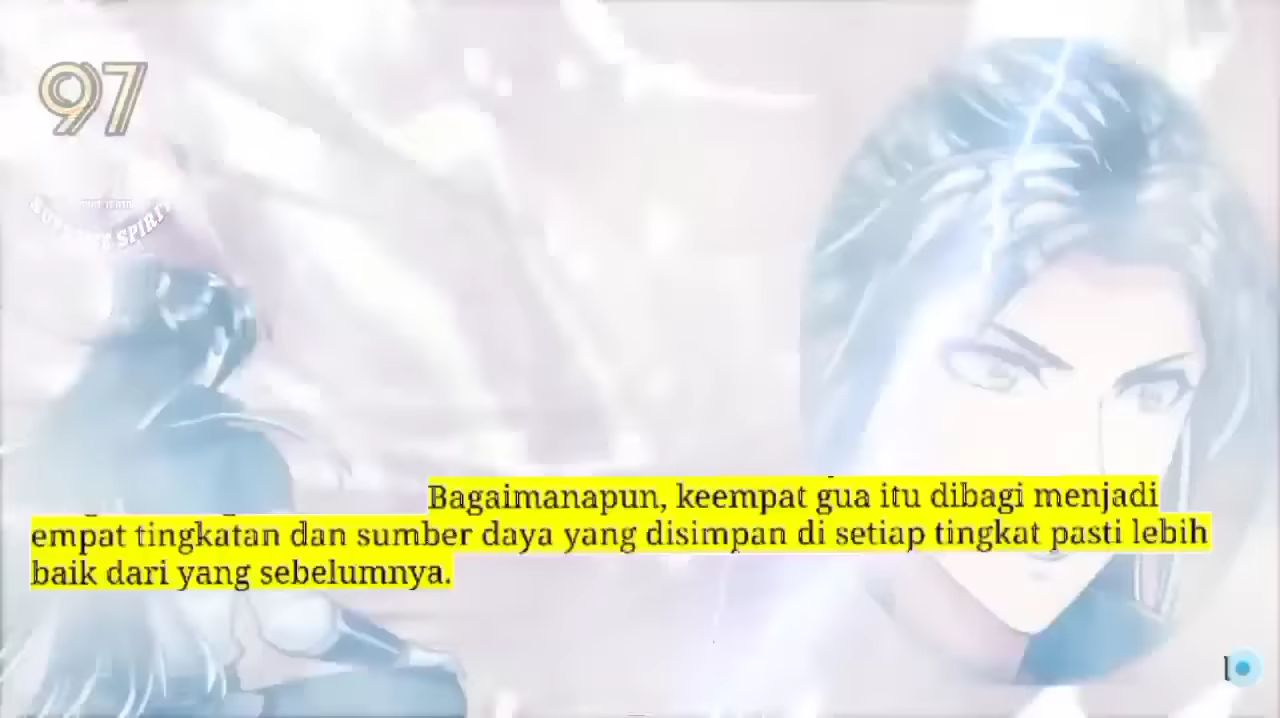 97
SPIRIT
Bagaimanapun, keempat gua itu dibagi menjadi
empat tingkatan dan sumber daya yang disimpan di setiap tingkat pasti lebih
baik dari yang sebelumnya.